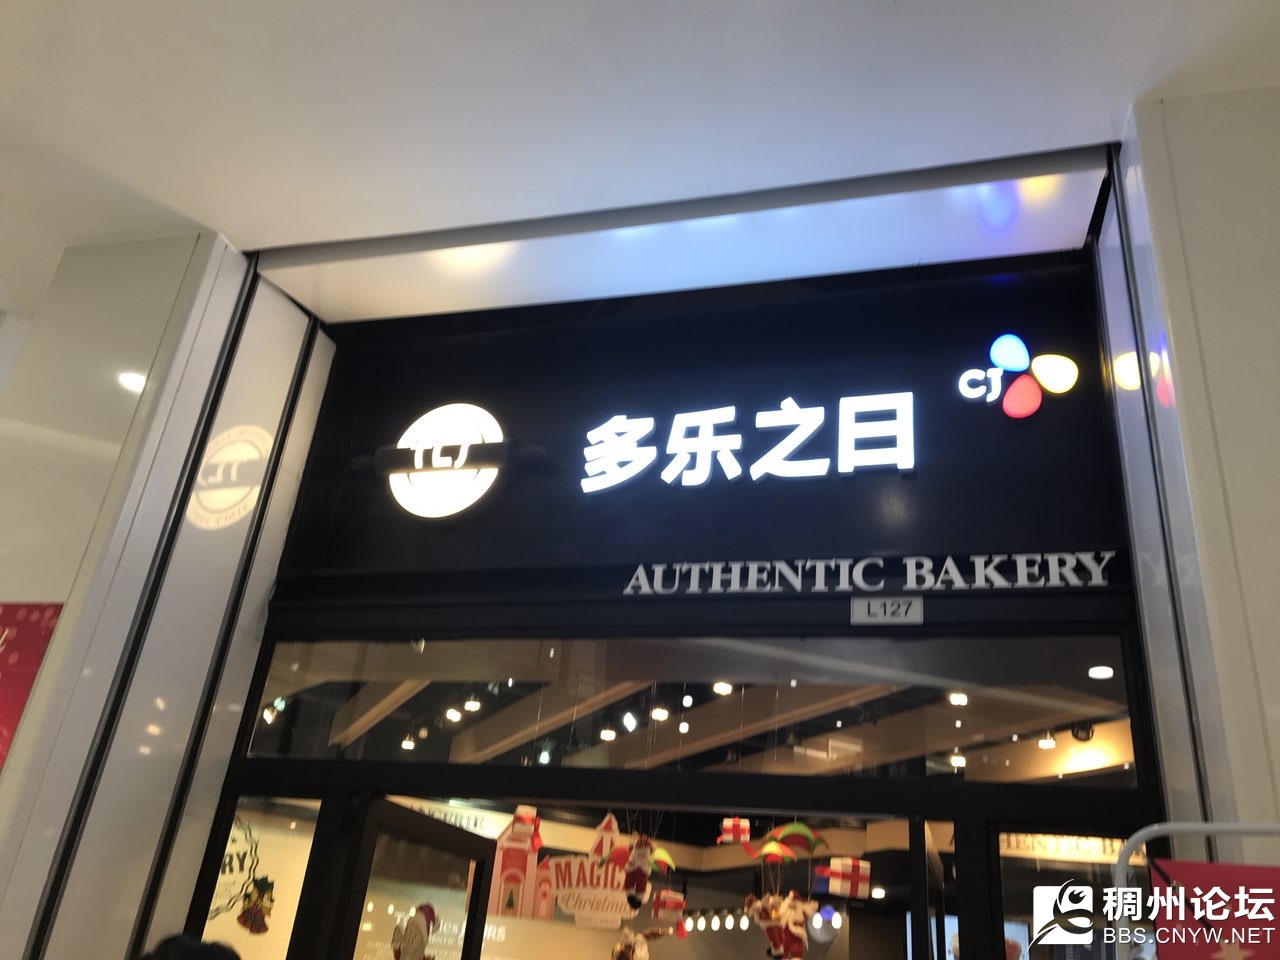 TLJ
多乐之日
CJ
AUTHENTIC BAKERY
L127
MAGIC
Christmas
稠州论坛
BBS.CNYW.NET